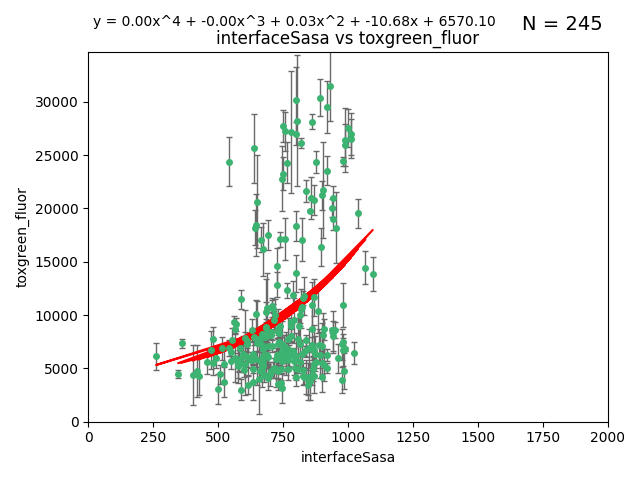 y = 0.00x^4 + -0.00x^3 + 0.03x^2 + -10.68x + 6570.10
N = 245
interfaceSasa vs toxgreen_fluor
30000
25000
20000
15000
10000
5000
0
toxgreen_fluor
0 250 500 750 1000 1250 1500 1750 2000
interfaceSasa